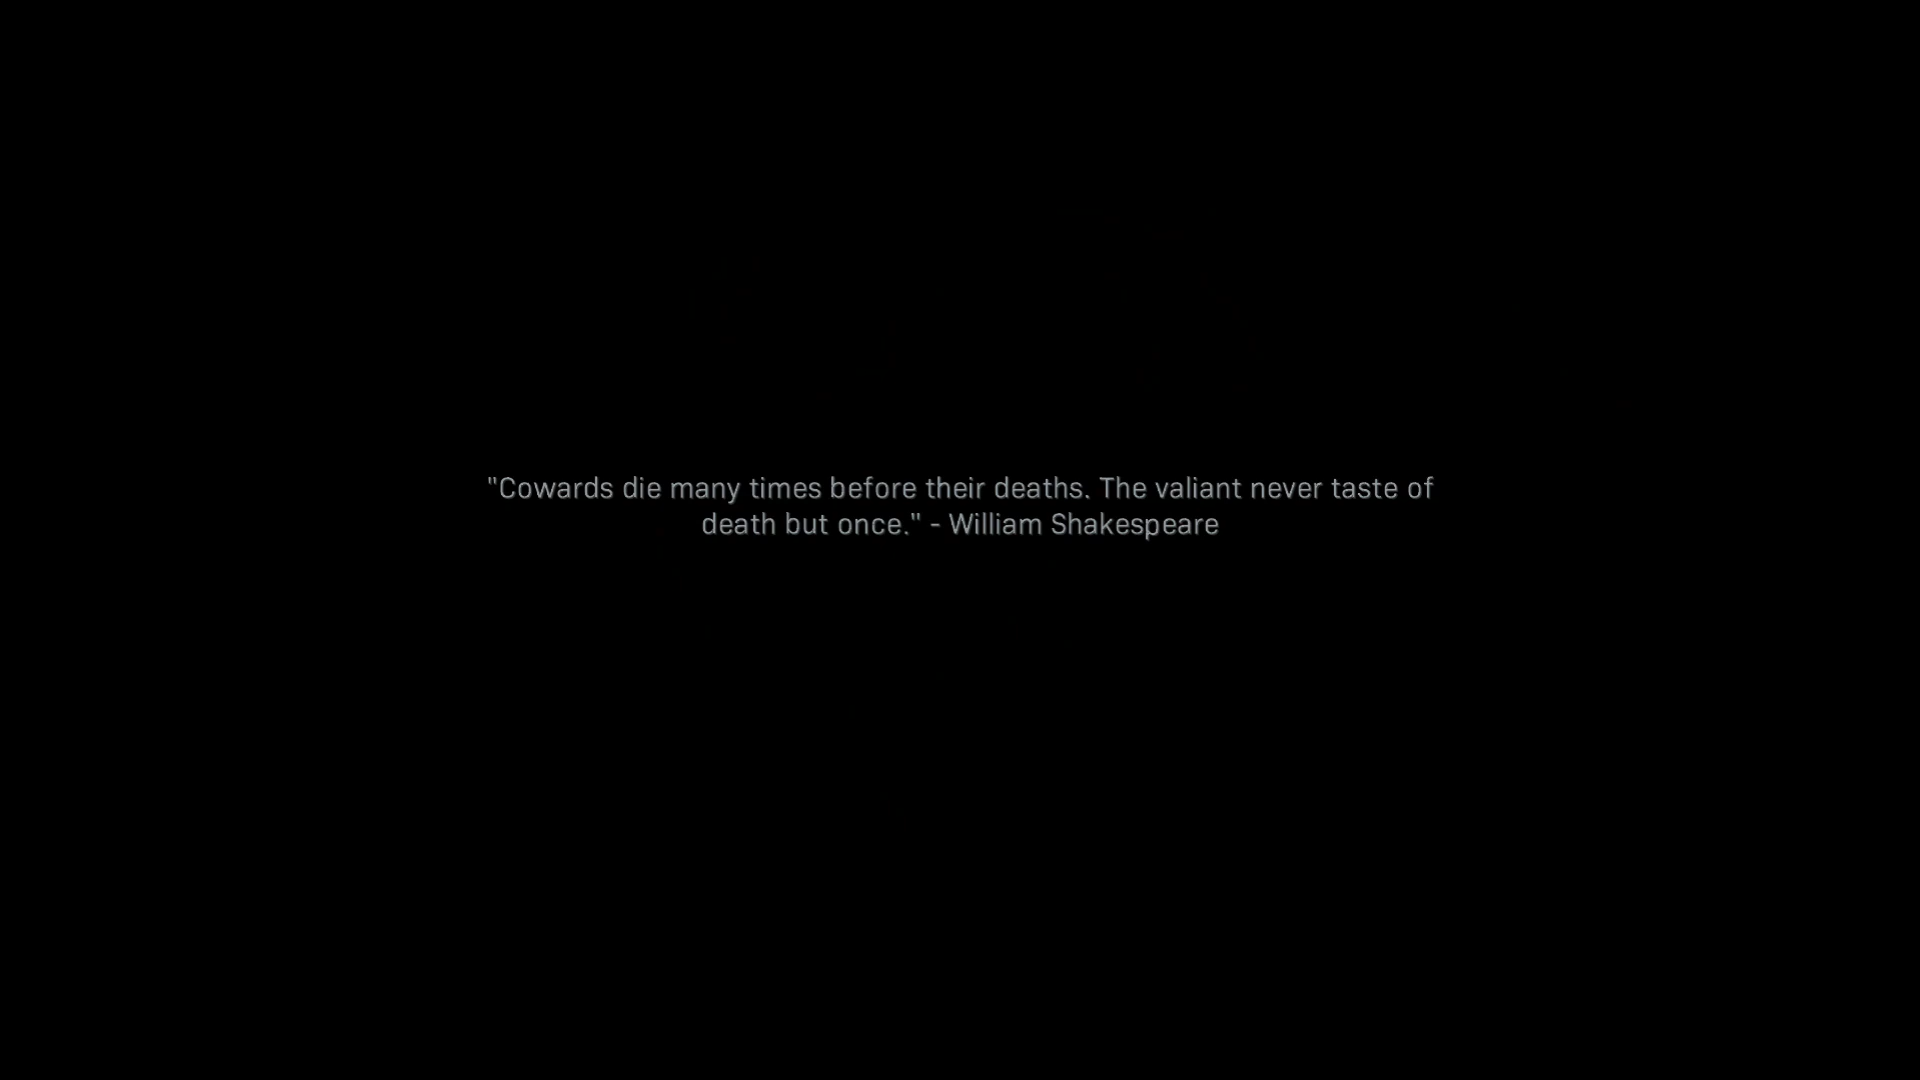 "Cowards die many times before their deaths. The valiant never taste of
death but once." - William Shakespeare